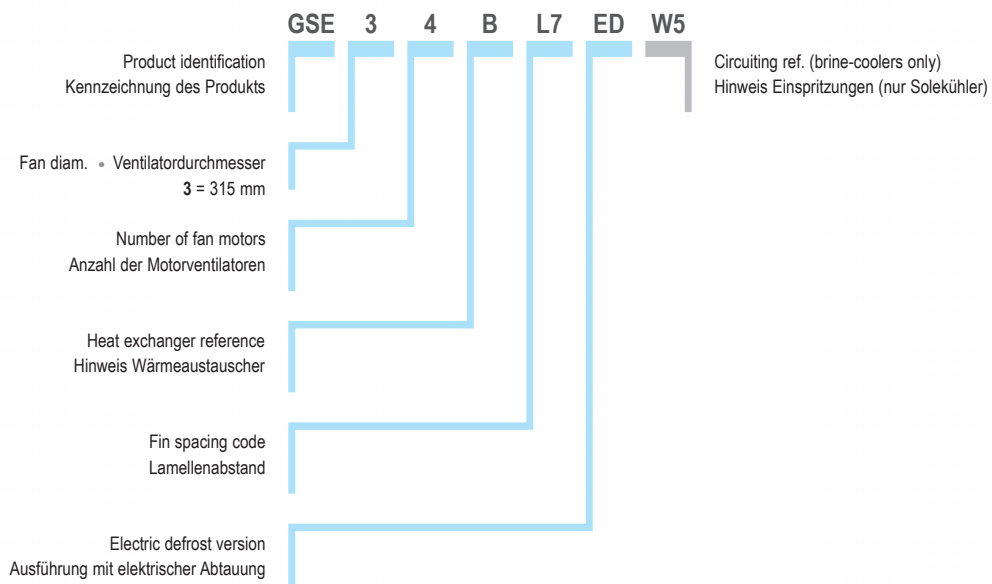 GSE 3 4 B L7 ED W5
Product identification
Kennzeichnung des Produkts
Circuiting ref. (brine-coolers only)
Hinweis Einspritzungen (nur Solekühler)
Fan diam. • Ventilatordurchmesser
3 = 315 mm
Number of fan motors
Anzahl der Motorventilatoren
Heat exchanger reference
Hinweis Wärmeaustauscher
Fin spacing code
Lamellenabstand
Electric defrost version
Ausführung mit elektrischer Abtauung